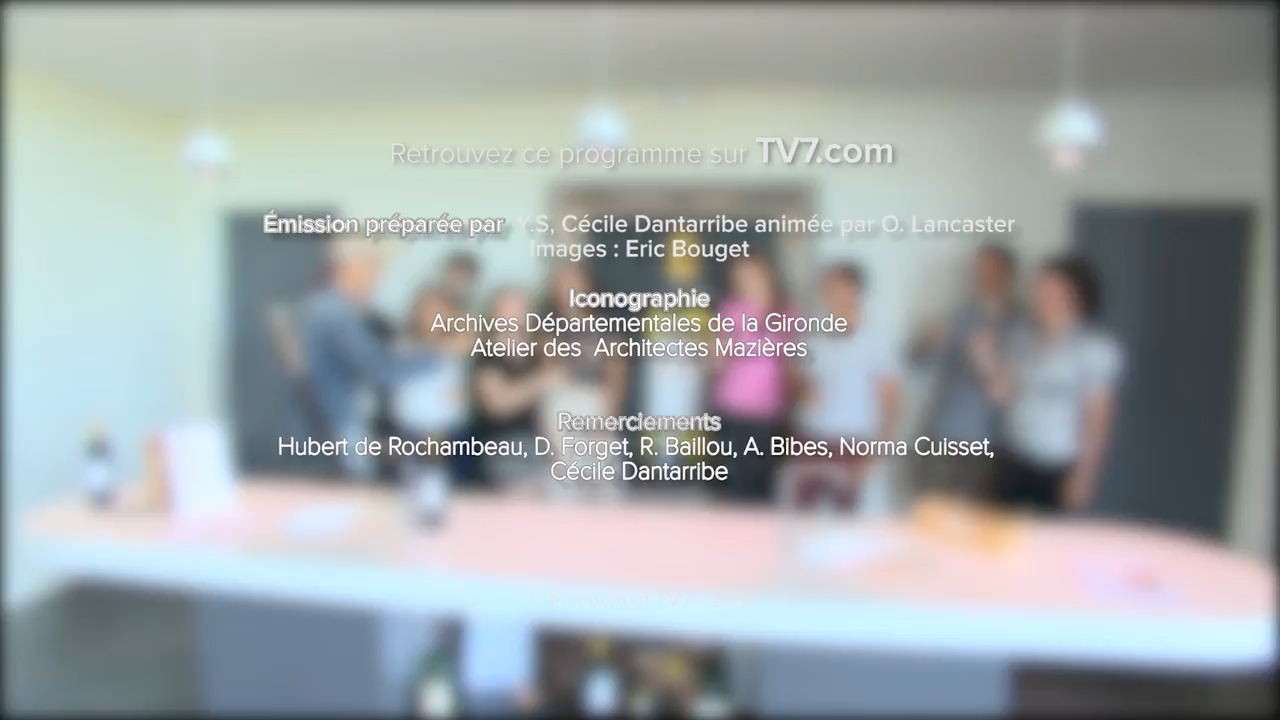 Retrouvez ce programme sur TV7.com
Émission préparée par Y.S, Cécile Dantarribe animée par O. Lancaster
Images : Eric Bouget
Iconographie
Archives Départementales de la Gironde
Atelier des Architectes Mazières
Remerciements
Hubert de Rochambeau, D. Forget, R. Baillou, A. Bibes, Norma Cuisset,
Cécile Dantarribe